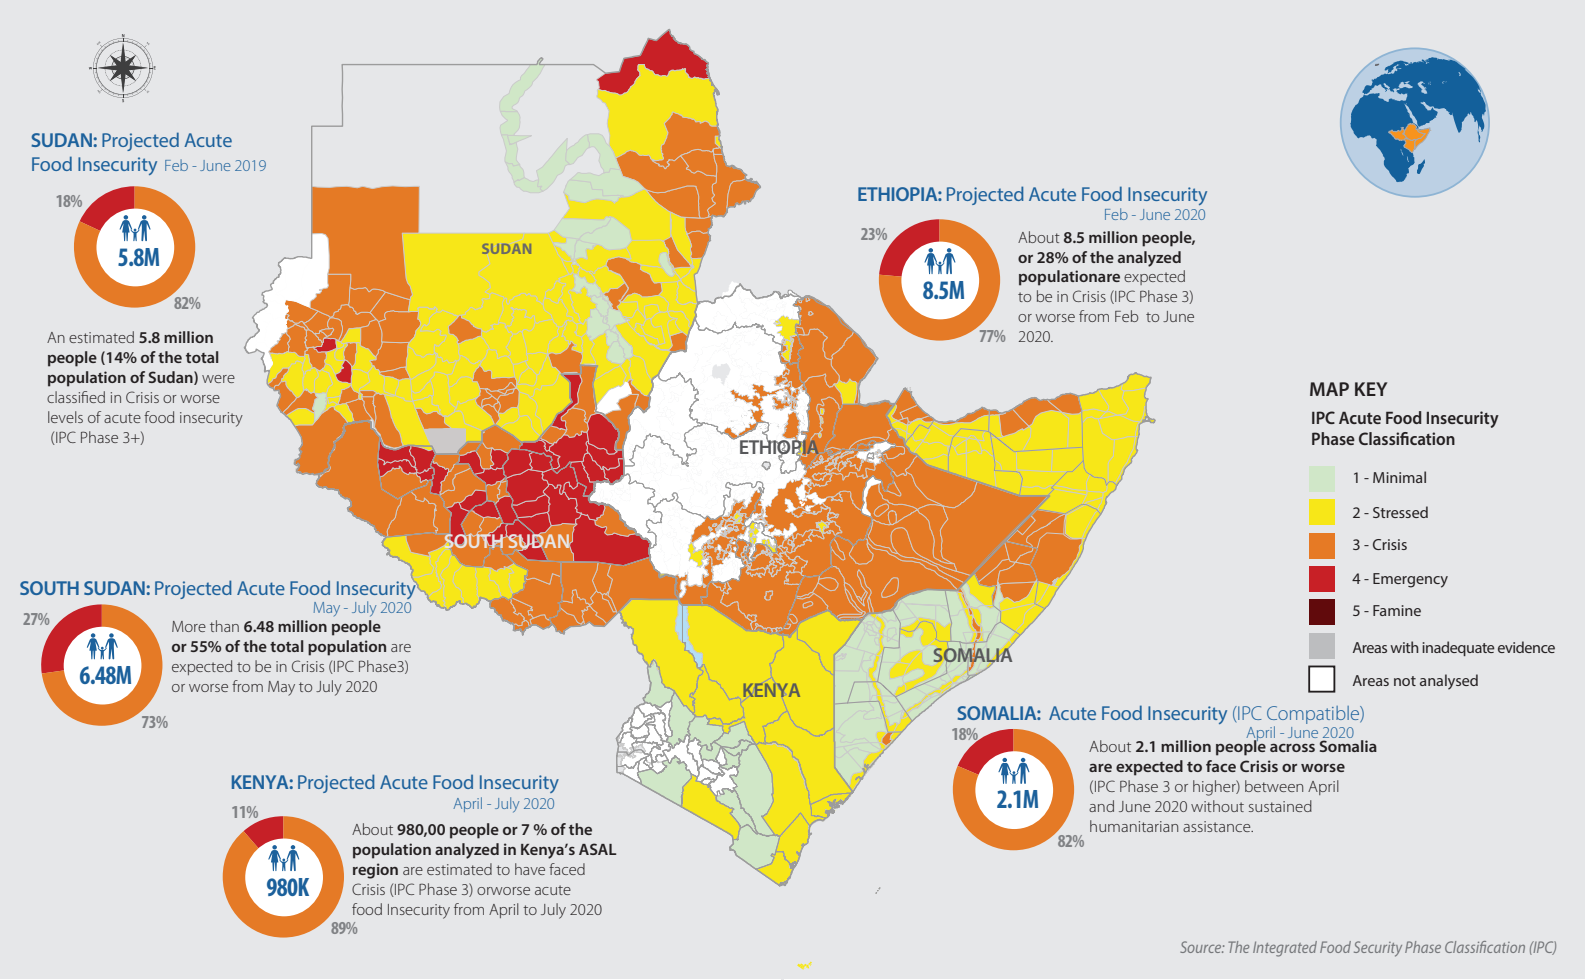 SUDAN: Projected Acute
Food Insecurity Feb - June 2019
18%
5.8M
82%
An estimated 5.8 million
people (14% of the total
population of Sudan) were
classified in Crisis or worse
levels of acute food insecurity
(IPC Phase 3+)
SOUTH SUDAN: Projected Acute Food Insecurity
May - July 2020
27%
6.48M
73%
More than 6.48 million people
or 55% of the total population are
expected to be in Crisis (IPC Phase3)
or worse from May to July 2020
KENYA: Projected Acute Food Insecurity
April - July 2020
11%
980K
89%
About 980,00 people or 7 % of the
population analyzed in Kenya's ASAL
region are estimated to have faced
Crisis (IPC Phase 3) orworse acute
food Insecurity from April to July 2020
SUDAN
ETHIOPIA
SOUTH SUDAN
SOMALIA
KENYA
ETHIOPIA: Projected Acute Food Insecurity
Feb - June 2020
23%
8.5M
77%
About 8.5 million people,
or 28% of the analyzed
populationare expected
to be in Crisis (IPC Phase 3)
or worse from Feb to June
2020.
MAP KEY
IPC Acute Food Insecurity
Phase Classification
1 - Minimal
2 - Stressed
3 - Crisis
4 - Emergency
5 - Famine
Areas with inadequate evidence
Areas not analysed
SOMALIA: Acute Food Insecurity (IPC Compatible)
April - June 2020
18%
2.1M
82%
About 2.1 million people across Somalia
are expected to face Crisis or worse
(IPC Phase 3 or higher) between April
and June 2020 without sustained
humanitarian assistance.
Source: The Integrated Food Security Phase Classification (IPC)